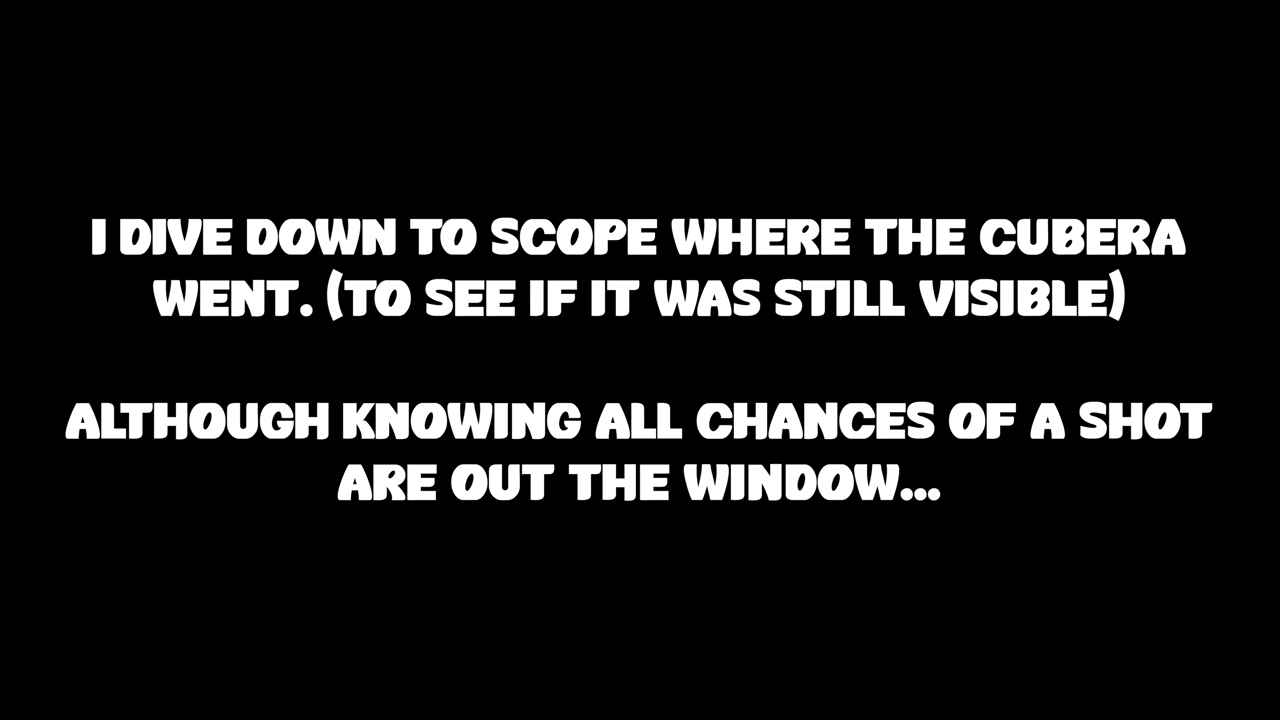 I DIVE DOWN TO SCOPE WHERE THE CUBERA
WENT. (TO SEE IF IT WAS STILL VISIBLE)
ALTHOUGH KNOWING ALL CHANCES OF A SHOT
ARE OUT THE WINDOW...